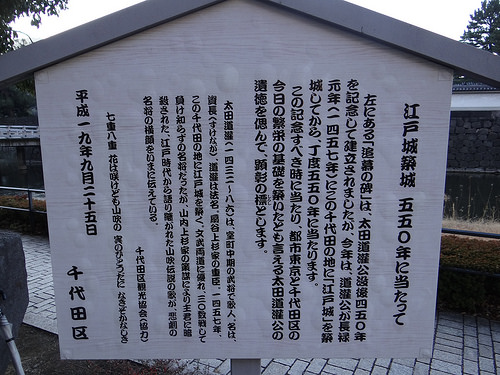 江戸城築城 五五〇年に当たって
左にある「追慕の碑」は、太田道灌公没後四五〇年
を記念して建立されましたが、今年は、道灌公が長禄
元年（一四五七年）にこの千代田の地に「江戸城」を築
城してから、丁度五五〇年に当たります。
この記念すべき時に当たり、都市東京と千代田区の
今日の繁栄の基礎を築いたとも言える太田道灌公の
遺徳を偲んで、顕彰の標とします。
太田道灌公（一四三二～八六）は、室町中期の武将で歌人、名は、
資長（すけなが）、道灌は法名。扇谷上杉家の重臣。一四五七年、
この千代田の地に江戸城を築く。文武両道に優れ、三〇数戦して
負け知らずの名将だったが、山内上杉家の策謀により主君に暗
殺された。江戸時代から語り継がれた山吹伝説の歌が、「悲劇の
名将の横顔をいまに伝えている。
千代田区観光協会（協力）
七重八重 花は咲けども山吹の 実のひとつだに なきぞかなしき
平成一九年九月二十五日
千代田区